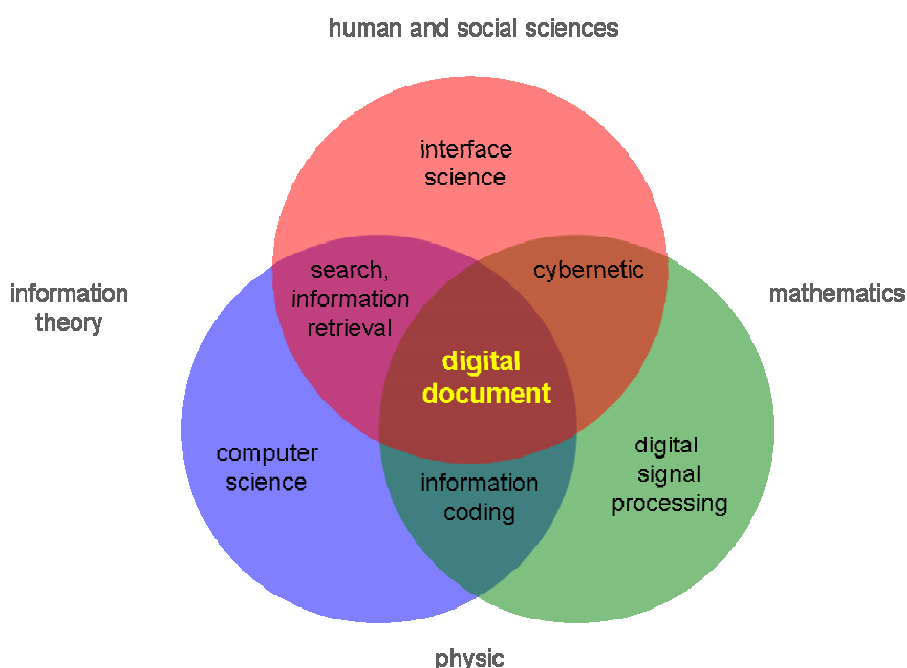 human and social sciences
interface
science
search,
information
retrieval
cybernetic
information
theory
mathematics
digital
document
computer
science
information
coding
digital
signal
processing
physic